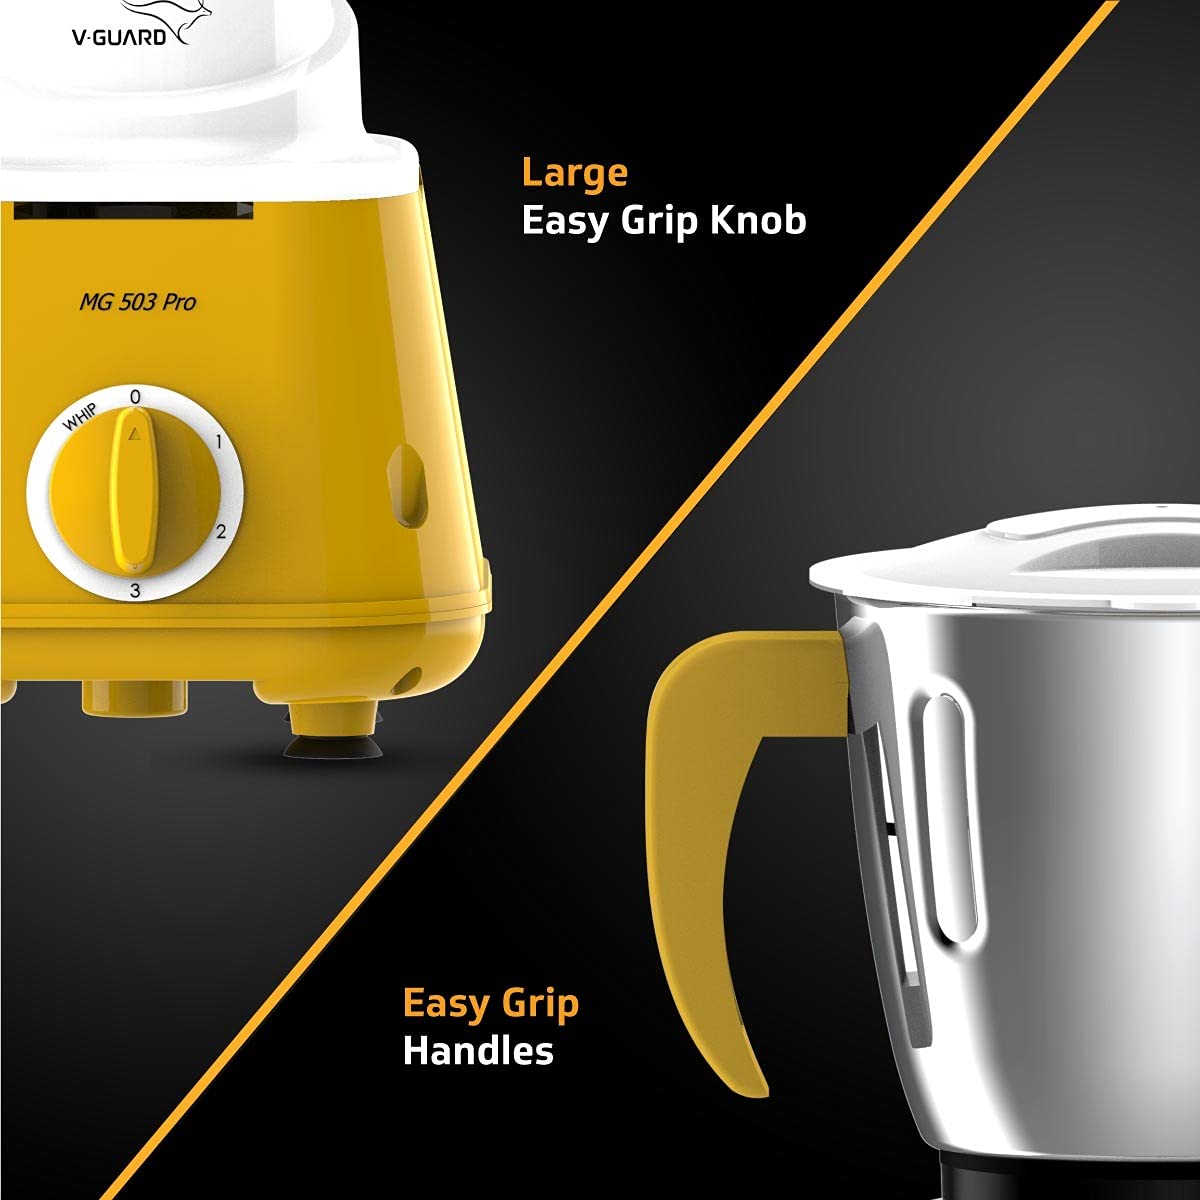 V-GUARD
Large
Easy Grip Knob
MG 503 Pro
WHIP
0
1
2
3
Easy Grip
Handles